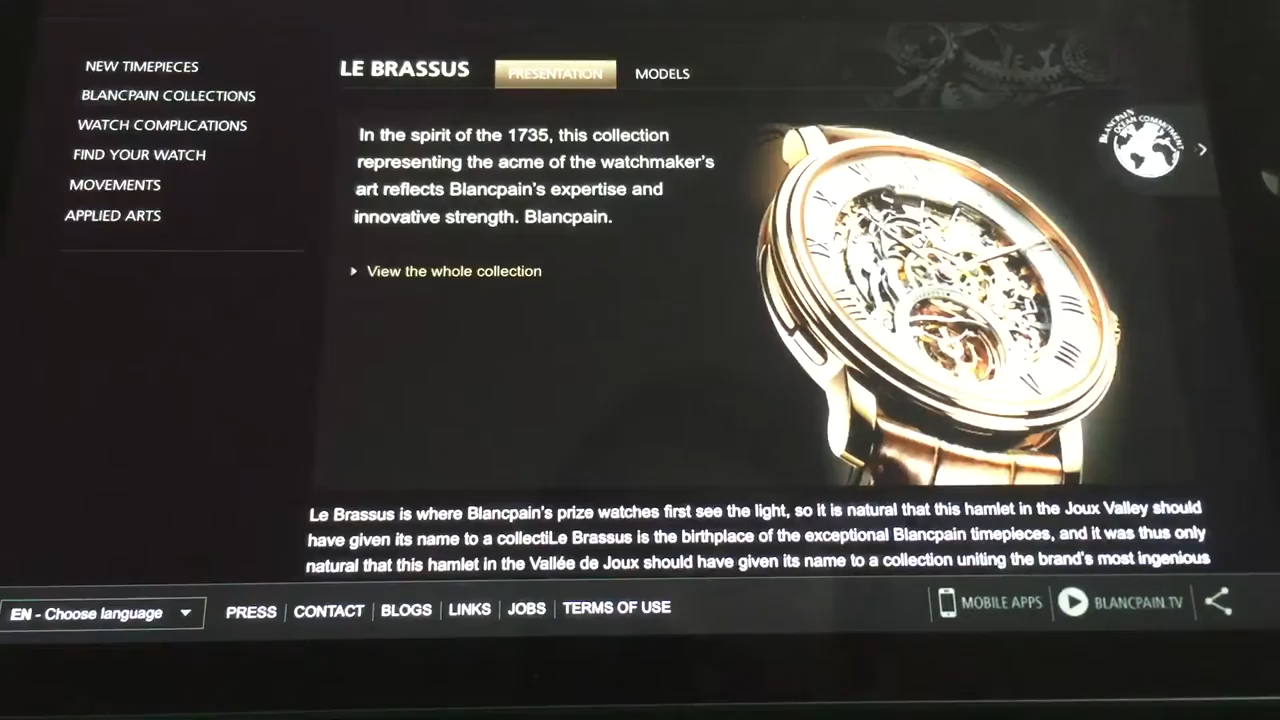 NEW TIMEPIECES
BLANCPAIN COLLECTIONS
WATCH COMPLICATIONS
FIND YOUR WATCH
MOVEMENTS
APPLIED ARTS
LE BRASSUS
PRESENTATION
MODELS
In the spirit of the 1735, this collection
representing the acme of the watchmaker's
art reflects Blancpain's expertise and
innovative strength. Blancpain.
View the whole collection
BLANCPAIN OCEAN COMMITMENT
Le Brassus is where Blancpain's prize watches first see the light, so it is natural that this hamlet in the Joux Valley should
have given its name to a collectiLe Brassus is the birthplace of the exceptional Blancpain timepieces, and it was thus only
natural that this hamlet in the Vallée de Joux should have given its name to a collection uniting the brand's most ingenious
EN - Choose language
PRESS | CONTACT | BLOGS | LINKS | JOBS | TERMS OF USE
MOBILE APPS
BLANCPAIN TV